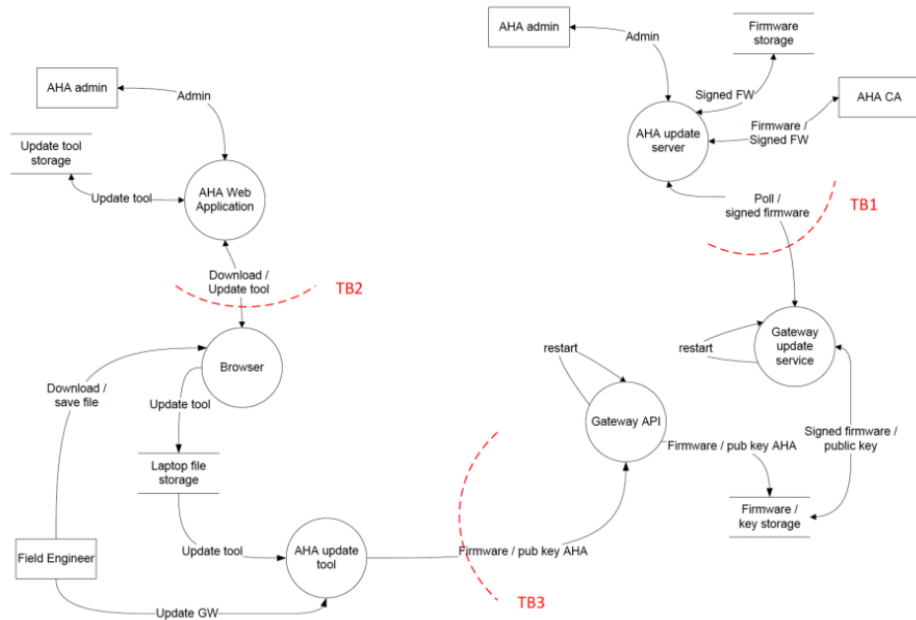 AHA admin
Admin
Firmware
storage
AHA admin
Admin
Signed FW
AHA CA
Firmware /
Signed FW
AHA update
server
Update tool
storage
Update tool
AHA Web
Application
Poll /
signed firmware
TB1
Download /
Update tool
TB2
restart
restart
Gateway
update
service
Browser
Download /
save file
Update tool
Gateway API
Firmware / pub key AHA
Signed firmware /
public key
Laptop file
storage
Firmware /
key storage
Field Engineer
Update tool
AHA update
tool
Firmware / pub key AHA
TB3
Update GW